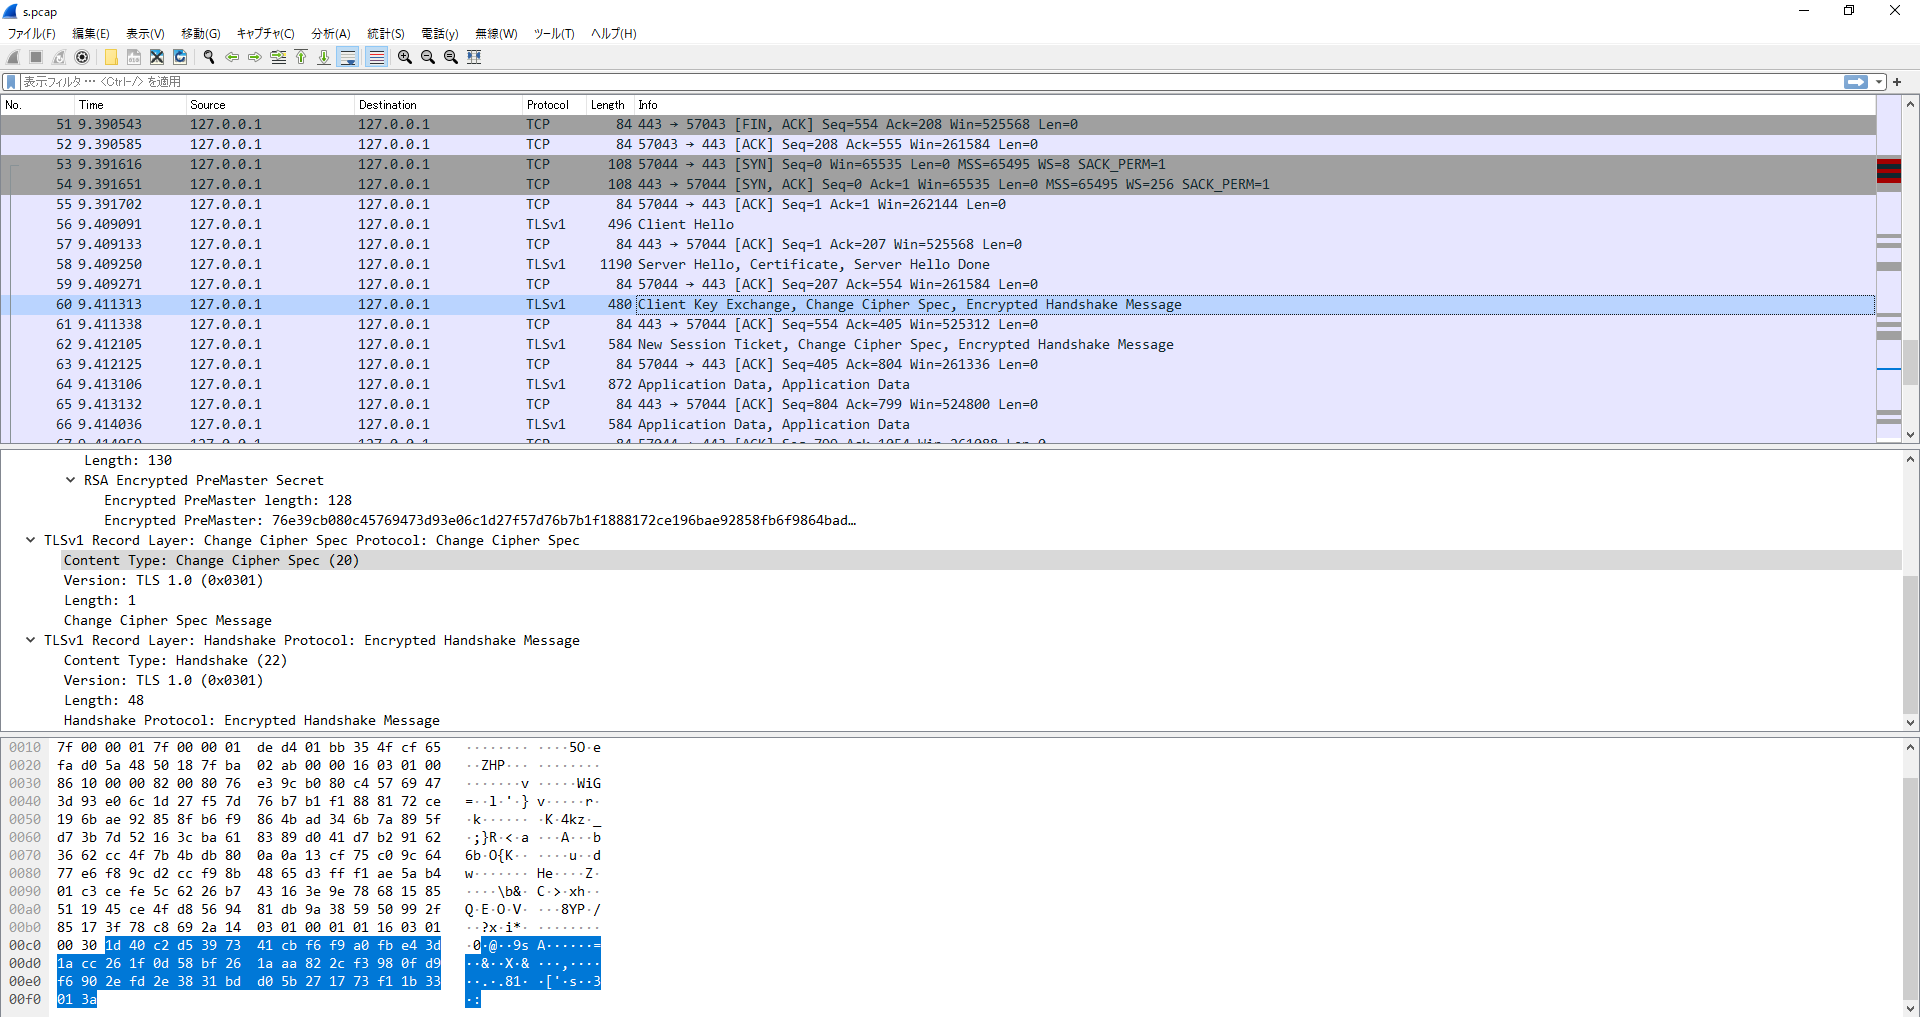 s.pcap
ファイル(F) 編集(E) 表示(V) 移動(G) キャプチャ(C) 分析(A) 統計(S) 電話(y) 無線(W) ツール(T) ヘルプ(H)
表示フィルタ … <Ctrl-/> を適用
No. Time Source Destination Protocol Length Info
51 9.390543 127.0.0.1 127.0.0.1 TCP 84 443 → 57043 [FIN, ACK] Seq=554 Ack=208 Win=525568 Len=0
52 9.390585 127.0.0.1 127.0.0.1 TCP 84 57043 → 443 [ACK] Seq=208 Ack=555 Win=261584 Len=0
53 9.391616 127.0.0.1 127.0.0.1 TCP 108 57044 → 443 [SYN] Seq=0 Win=65535 Len=0 MSS=65495 WS=8 SACK_PERM=1
54 9.391651 127.0.0.1 127.0.0.1 TCP 108 443 → 57044 [SYN, ACK] Seq=0 Ack=1 Win=65535 Len=0 MSS=65495 WS=256 SACK_PERM=1
55 9.391702 127.0.0.1 127.0.0.1 TCP 84 57044 → 443 [ACK] Seq=1 Ack=1 Win=262144 Len=0
56 9.409091 127.0.0.1 127.0.0.1 TLSv1 496 Client Hello
57 9.409133 127.0.0.1 127.0.0.1 TCP 84 443 → 57044 [ACK] Seq=1 Ack=207 Win=525568 Len=0
58 9.409250 127.0.0.1 127.0.0.1 TLSv1 1190 Server Hello, Certificate, Server Hello Done
59 9.409271 127.0.0.1 127.0.0.1 TCP 84 57044 → 443 [ACK] Seq=207 Ack=554 Win=261584 Len=0
60 9.411313 127.0.0.1 127.0.0.1 TLSv1 480 Client Key Exchange, Change Cipher Spec, Encrypted Handshake Message
61 9.411338 127.0.0.1 127.0.0.1 TCP 84 443 → 57044 [ACK] Seq=554 Ack=405 Win=525312 Len=0
62 9.412105 127.0.0.1 127.0.0.1 TLSv1 584 New Session Ticket, Change Cipher Spec, Encrypted Handshake Message
63 9.412125 127.0.0.1 127.0.0.1 TCP 84 57044 → 443 [ACK] Seq=405 Ack=804 Win=261336 Len=0
64 9.413106 127.0.0.1 127.0.0.1 TLSv1 872 Application Data, Application Data
65 9.413132 127.0.0.1 127.0.0.1 TCP 84 443 → 57044 [ACK] Seq=804 Ack=799 Win=524800 Len=0
66 9.414036 127.0.0.1 127.0.0.1 TLSv1 584 Application Data, Application Data
67 9.414059 127.0.0.1 127.0.0.1 TCP 84 57044 → 443 [ACK] Seq=799 Ack=1054 Win=261088 Len=0
Length: 130
RSA Encrypted PreMaster Secret
Encrypted PreMaster length: 128
Encrypted PreMaster: 76e39cb080c45769473d93e06c1d27f57d76b7b1f1888172ce196bae92858fb6f9864bad…
TLSv1 Record Layer: Change Cipher Spec Protocol: Change Cipher Spec
Content Type: Change Cipher Spec (20)
Version: TLS 1.0 (0x0301)
Length: 1
Change Cipher Spec Message
TLSv1 Record Layer: Handshake Protocol: Encrypted Handshake Message
Content Type: Handshake (22)
Version: TLS 1.0 (0x0301)
Length: 48
Handshake Protocol: Encrypted Handshake Message
0010 7f 00 00 01 7f 00 00 01 de d4 01 bb 35 4f cf 65 ········ ····5O·e
0020 fa d0 5a 48 50 18 7f ba 02 ab 00 00 16 03 01 00 ··ZHP··· ········
0030 86 10 00 00 82 00 80 76 e3 9c b0 80 c4 57 69 47 ·······v ·····WiG
0040 3d 93 e0 6c 1d 27 f5 7d 76 b7 b1 f1 88 81 72 ce =··l·'·} v·····r·
0050 19 6b ae 92 85 8f b6 f9 86 4b ad 34 6b 7a 89 5f ·k······ ·K·4kz·_
0060 d7 3b 7d 52 16 3c ba 61 83 89 d0 41 d7 b2 91 62 ·;}R·<·a ···A···b
0070 36 62 cc 4f 7b 4b db 80 0a 0a 13 cf 75 c0 9c 64 6b·O{K·· ····u··d
0080 77 e6 f8 9c d2 cc f9 8b 48 65 d3 ff f1 ae 5a b4 w······· He····Z·
0090 01 c3 ce fe 5c 62 26 b7 43 16 3e 9e 78 68 15 85 ····\b&· C·>·xh··
00a0 51 19 45 ce 4f d8 56 94 81 db 9a 38 59 50 99 2f Q·E·O·V· ···8YP·/
00b0 85 17 3f 78 c8 69 2a 14 03 01 00 01 01 16 03 01 ··?x·i*· ········
00c0 00 30 1d 40 c2 d5 39 73 41 cb f6 f9 a0 fb e4 3d ·0·@··9s A······=
00d0 1a cc 26 1f 0d 58 bf 26 1a aa 82 2c f3 98 0f d9 ··&··X·& ···,····
00e0 f6 90 2e fd 2e 38 31 bd d0 5b 27 17 73 f1 1b 33 ··.·.81· ·['·s··3
00f0 01 3a ·: